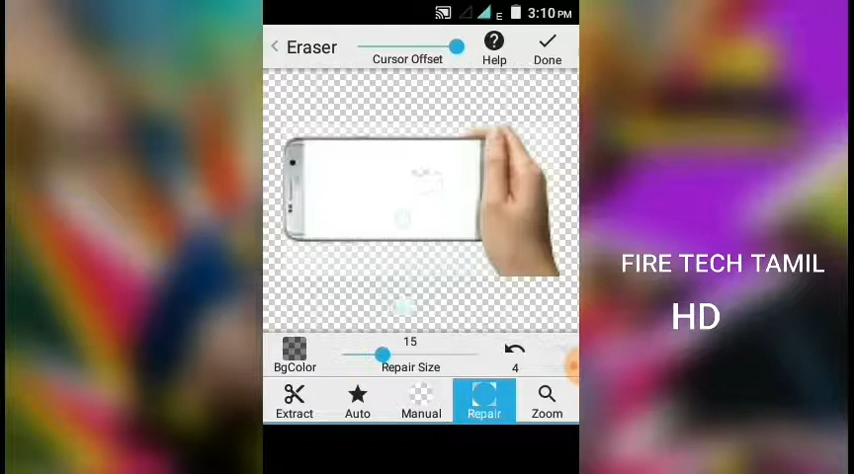 E 3:10 PM
Eraser
Cursor Offset
Help
Done
FIRE TECH TAMIL
HD
15
BgColor
Repair Size
4
Extract
Auto
Manual
Repair
Zoom